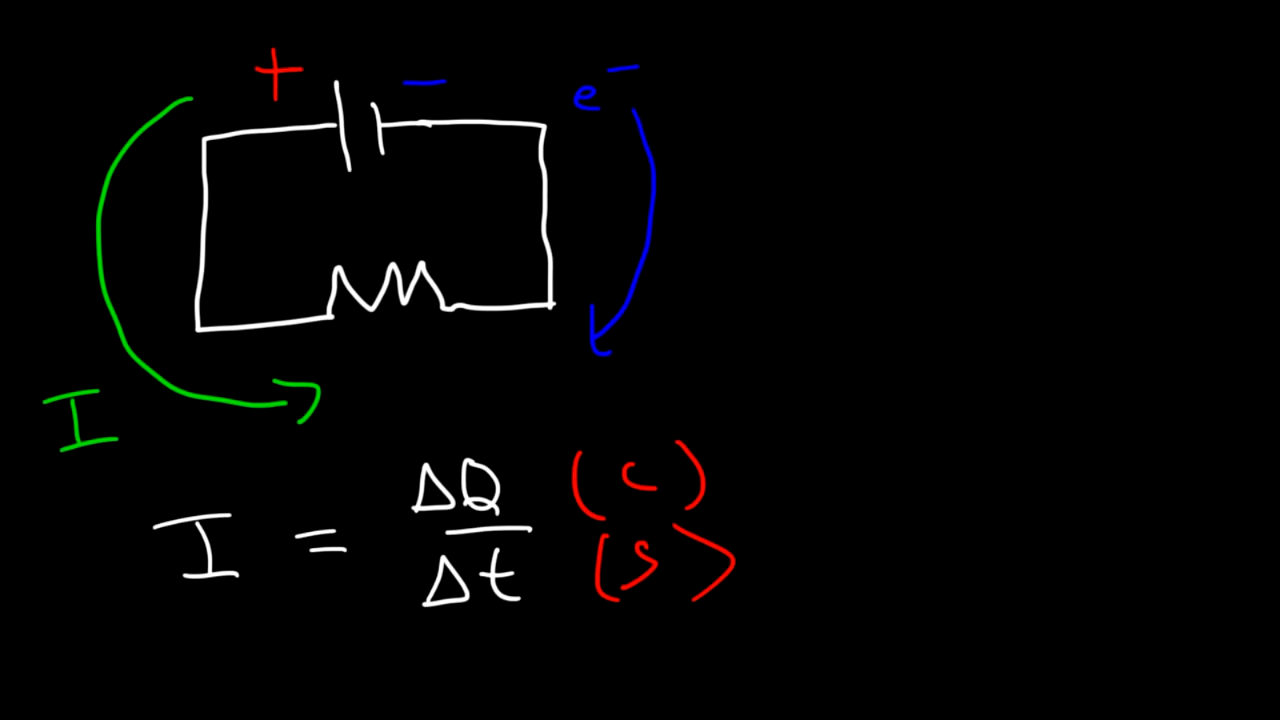 + − e⁻
I
I = ΔQ/Δt (C)/(s)